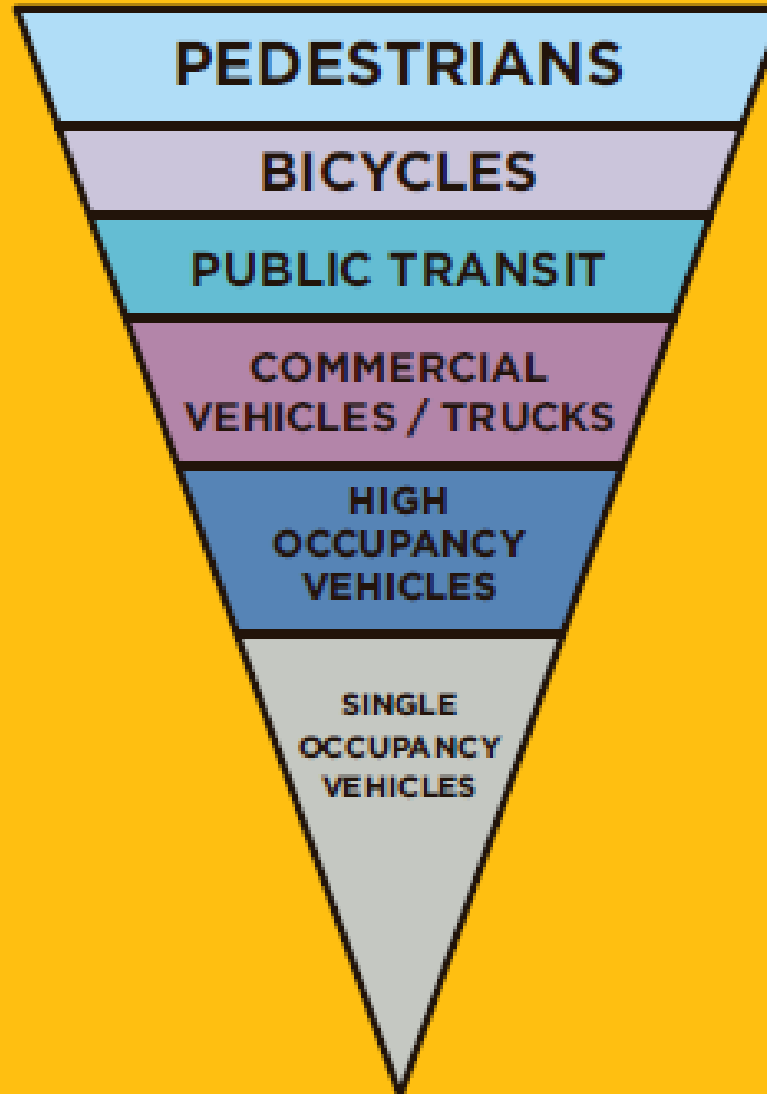 PEDESTRIANS
BICYCLES
PUBLIC TRANSIT
COMMERCIAL
VEHICLES / TRUCKS
HIGH
OCCUPANCY
VEHICLES
SINGLE
OCCUPANCY
VEHICLES